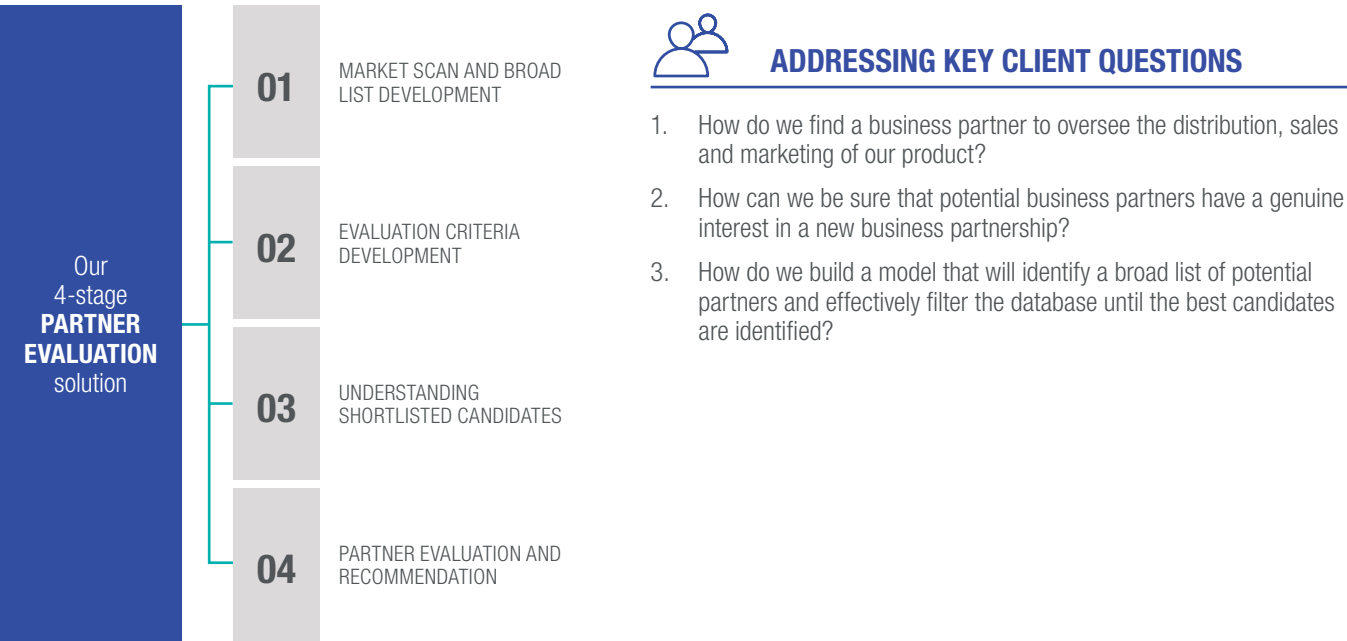 Our
4-stage
PARTNER
EVALUATION
solution
01
MARKET SCAN AND BROAD
LIST DEVELOPMENT
02
EVALUATION CRITERIA
DEVELOPMENT
03
UNDERSTANDING
SHORTLISTED CANDIDATES
04
PARTNER EVALUATION AND
RECOMMENDATION
ADDRESSING KEY CLIENT QUESTIONS
1. How do we find a business partner to oversee the distribution, sales
and marketing of our product?
2. How can we be sure that potential business partners have a genuine
interest in a new business partnership?
3. How do we build a model that will identify a broad list of potential
partners and effectively filter the database until the best candidates
are identified?